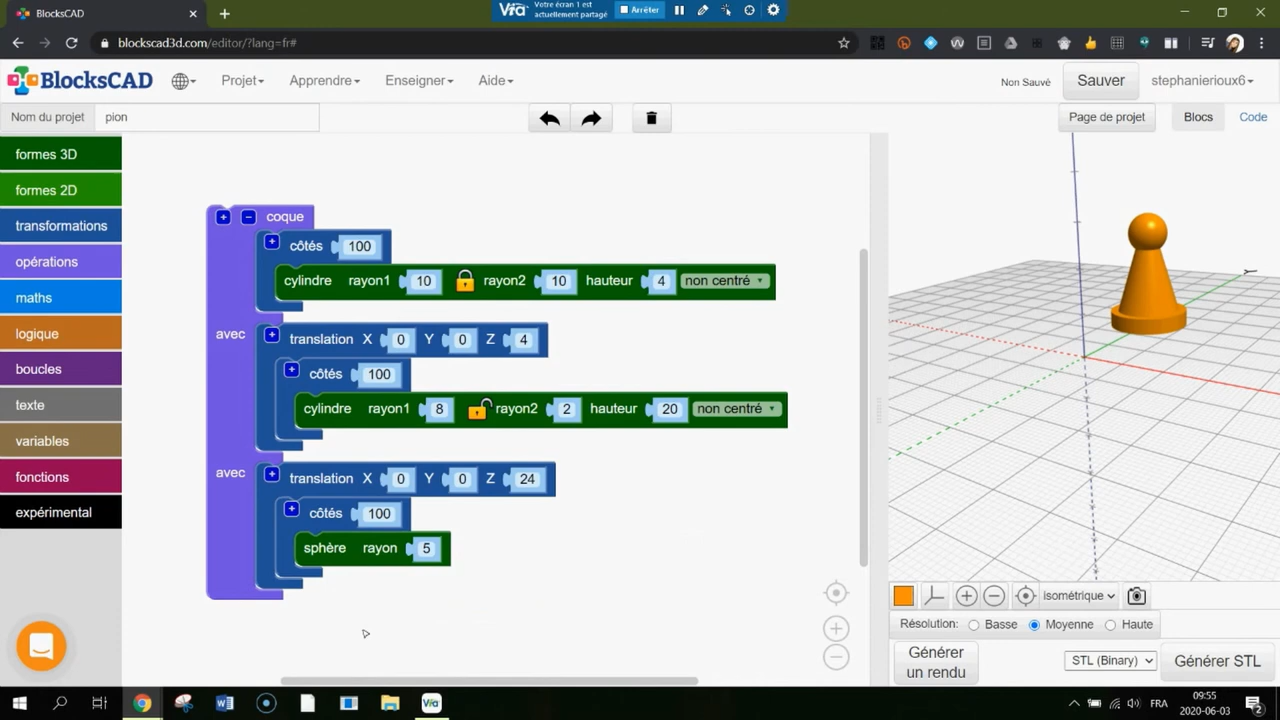 BlocksCAD
Vra
Votre écran 1 est
actuellement partagé
Arrêter
blockscad3d.com/editor/?lang=fr#
BlocksCAD
Projet
Apprendre
Enseigner
Aide
Non Sauvé
Sauver
stephanierioux6
Nom du projet
pion
Page de projet
Blocs
Code
formes 3D
formes 2D
transformations
opérations
maths
logique
boucles
texte
variables
fonctions
expérimental
+ − coque
+ côtés 100
cylindre rayon1 10 rayon2 10 hauteur 4 non centré
avec + translation X 0 Y 0 Z 4
+ côtés 100
cylindre rayon1 8 rayon2 2 hauteur 20 non centré
avec + translation X 0 Y 0 Z 24
+ côtés 100
sphère rayon 5
isométrique
Résolution: Basse Moyenne Haute
Générer
un rendu
STL (Binary)
Générer STL
Vra
FRA
09:55
2020-06-03
2